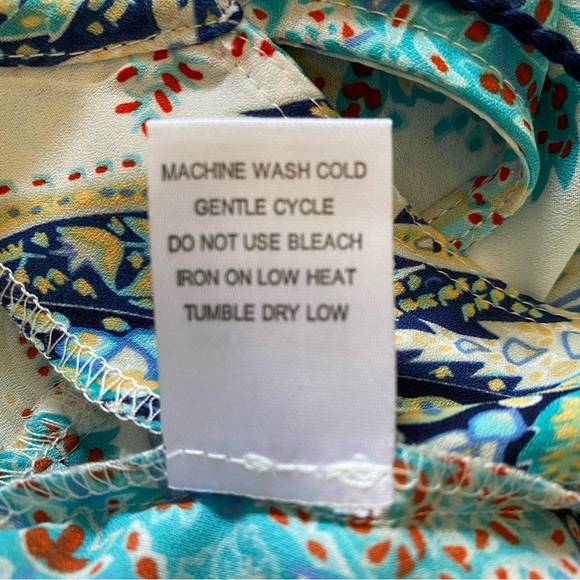 MACHINE WASH COLD
GENTLE CYCLE
DO NOT USE BLEACH
IRON ON LOW HEAT
TUMBLE DRY LOW